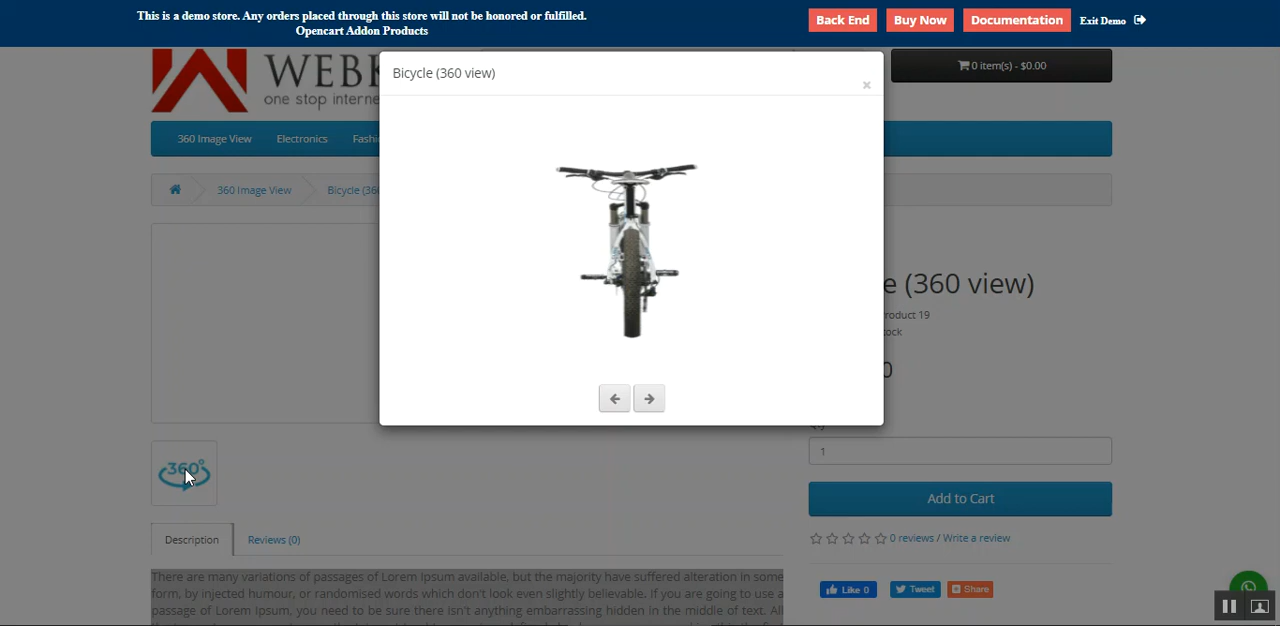 This is a demo store. Any orders placed through this store will not be honored or fulfilled.
Opencart Addon Products
Back End
Buy Now
Documentation
Exit Demo
WEBK
one stop interne
0 item(s) - $0.00
360 Image View
Electronics
Fashi
360 Image View
Bicycle (36
Bicycle (360 view)
×
e (360 view)
roduct 19
tock
0
1
360°
Add to Cart
0 reviews / Write a review
Description
Reviews (0)
Like 0
Tweet
Share
There are many variations of passages of Lorem Ipsum available, but the majority have suffered alteration in some
form, by injected humour, or randomised words which don't look even slightly believable. If you are going to use a
passage of Lorem Ipsum, you need to be sure there isn't anything embarrassing hidden in the middle of text. All